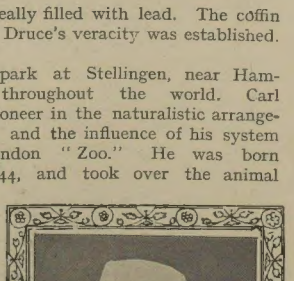 eally filled with lead. The coffin
Druce's veracity was established.
park at Stellingen, near Ham-
throughout the world. Carl
oneer in the naturalistic arrange-
and the influence of his system
ndon "Zoo." He was born
44, and took over the animal